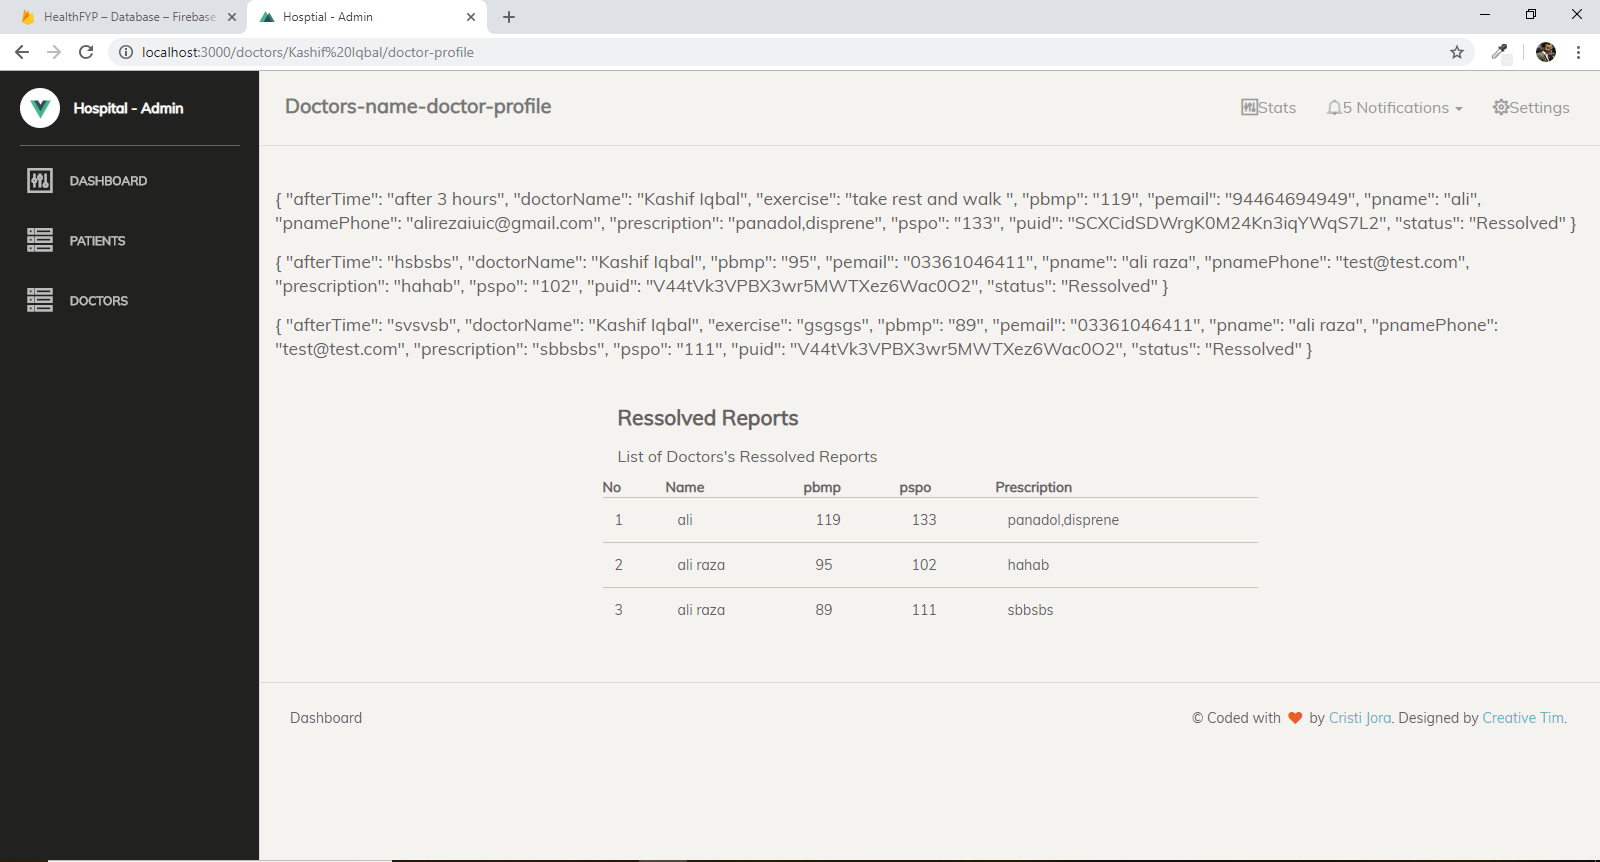 HealthFYP – Database – Firebase
Hosptial - Admin
localhost:3000/doctors/Kashif%20Iqbal/doctor-profile
Hospital - Admin
DASHBOARD
PATIENTS
DOCTORS
Doctors-name-doctor-profile
Stats
5 Notifications
Settings
{ "afterTime": "after 3 hours", "doctorName": "Kashif Iqbal", "exercise": "take rest and walk ", "pbmp": "119", "pemail": "94464694949", "pname": "ali",
"pnamePhone": "alirezaiuic@gmail.com", "prescription": "panadol,disprene", "pspo": "133", "puid": "SCXCidSDWrgK0M24Kn3iqYWqS7L2", "status": "Ressolved" }
{ "afterTime": "hsbsbs", "doctorName": "Kashif Iqbal", "pbmp": "95", "pemail": "03361046411", "pname": "ali raza", "pnamePhone": "test@test.com",
"prescription": "hahab", "pspo": "102", "puid": "V44tVk3VPBX3wr5MWTXez6Wac0O2", "status": "Ressolved" }
{ "afterTime": "svsvsb", "doctorName": "Kashif Iqbal", "exercise": "gsgsgs", "pbmp": "89", "pemail": "03361046411", "pname": "ali raza", "pnamePhone":
"test@test.com", "prescription": "sbbsbs", "pspo": "111", "puid": "V44tVk3VPBX3wr5MWTXez6Wac0O2", "status": "Ressolved" }
Ressolved Reports
List of Doctors's Ressolved Reports
No Name pbmp pspo Prescription
1 ali 119 133 panadol,disprene
2 ali raza 95 102 hahab
3 ali raza 89 111 sbbsbs
Dashboard
© Coded with ❤ by Cristi Jora. Designed by Creative Tim.